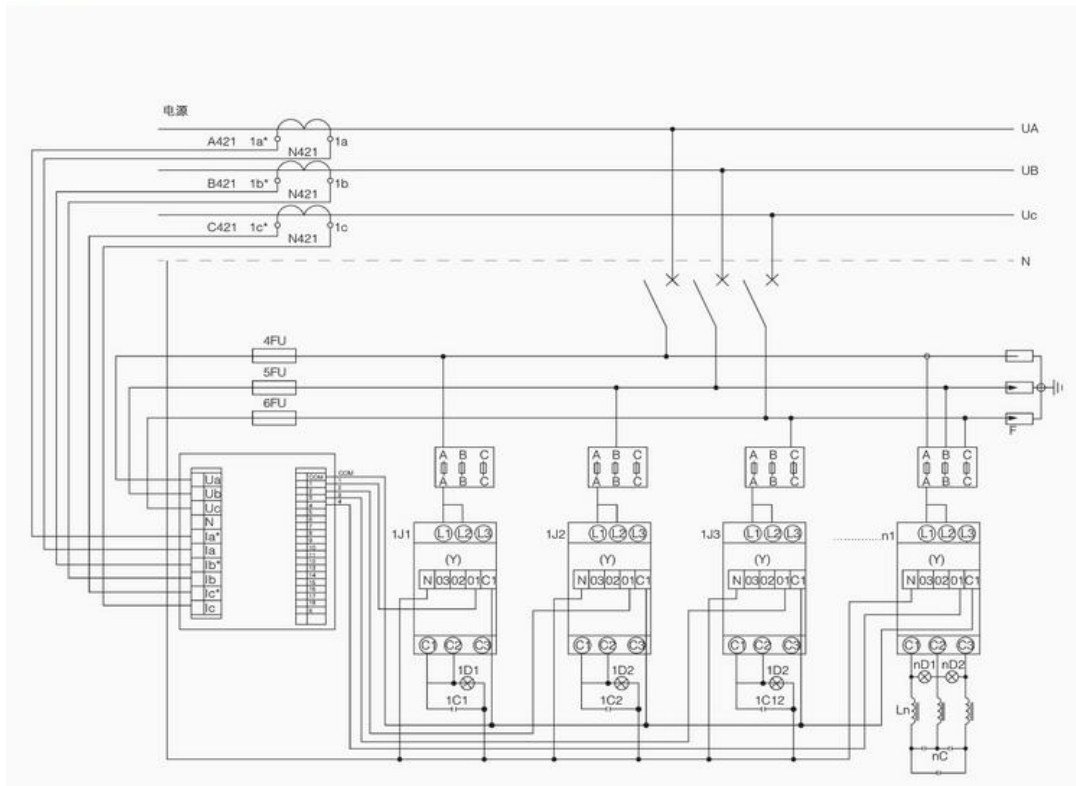 电源
UA
A421 1a* 1a
N421
UB
B421 1b* 1b
N421
Uc
C421 1c* 1c
N421
N
4FU
5FU
6FU
F
A B C A B C A B C A B C
A B C A B C A B C A B C
Ua
Ub
Uc
N
Ia*
Ia
Ib*
Ib
Ic*
Ic
COM
COM
1
2
3
4
1J1 L1 L2 L3
1J2 L1 L2 L3
1J3 L1 L2 L3
n1 L1 L2 L3
(Y) (Y) (Y) (Y)
N 03 02 01 C1 N 03 02 01 C1 N 03 02 01 C1 N 03 02 01 C1
C1 C2 C3 C1 C2 C3 C1 C2 C3 C1 C2 C3
1D1 1D2 1D2 nD1 nD2
1C1 1C2 1C12 Ln
nC